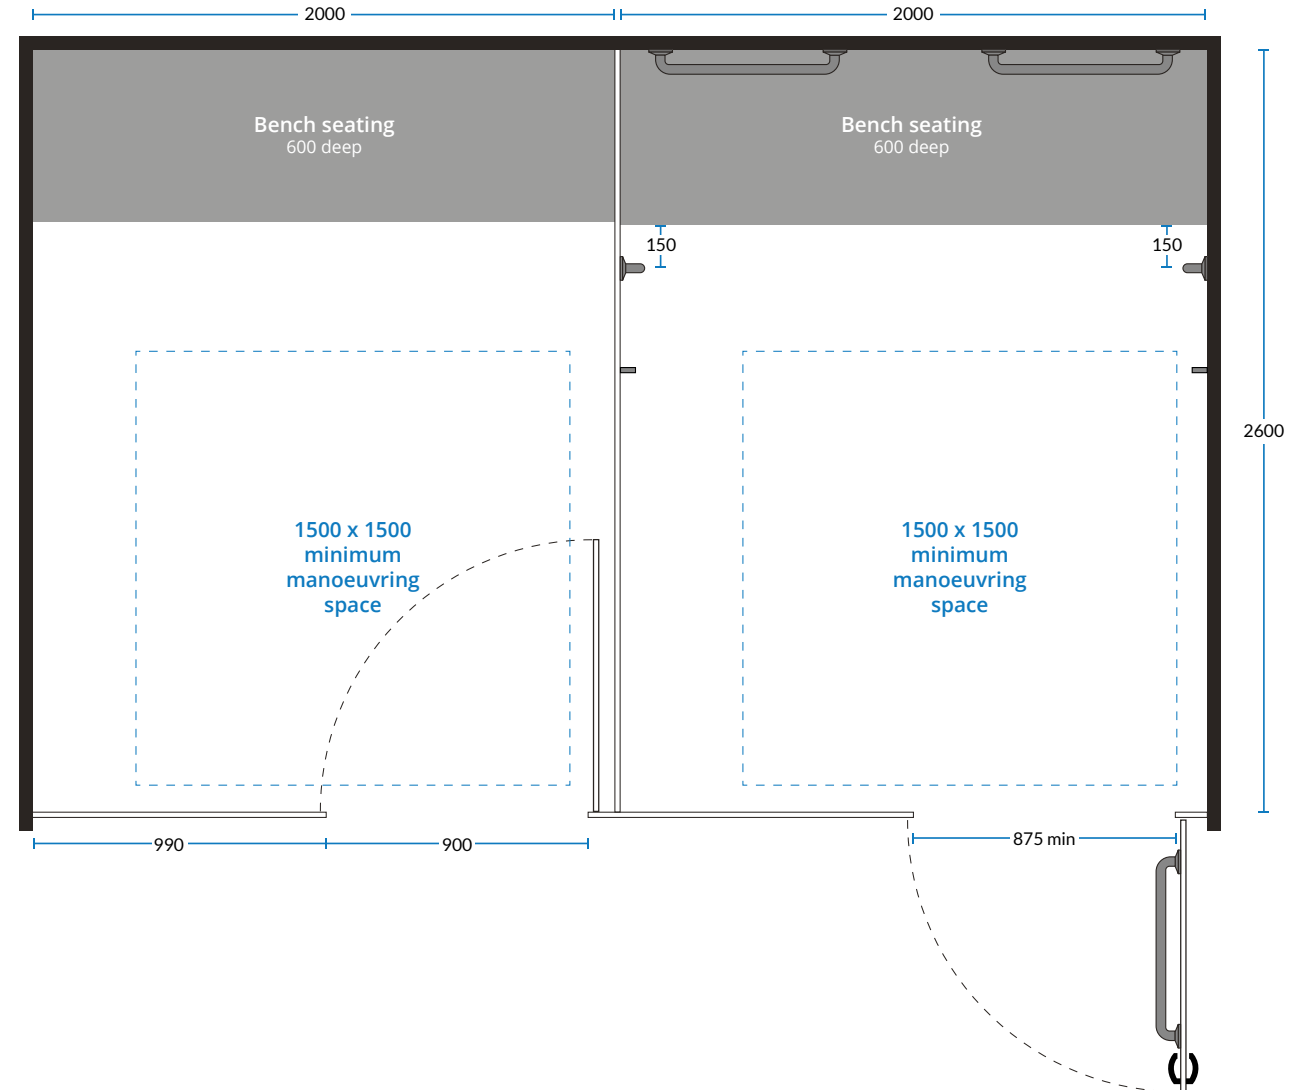 2000
2000
Bench seating
600 deep
Bench seating
600 deep
150
150
2600
1500 x 1500
minimum
manoeuvring
space
1500 x 1500
minimum
manoeuvring
space
990
900
875 min